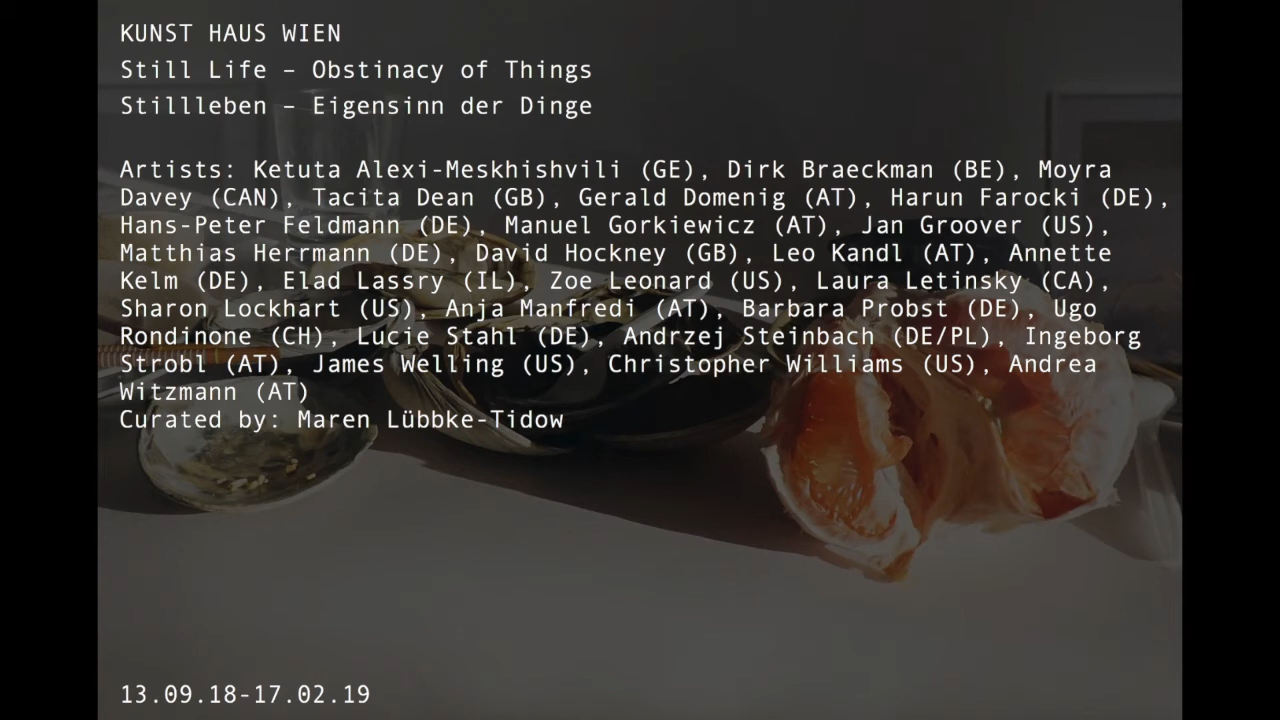 KUNST HAUS WIEN
Still Life – Obstinacy of Things
Stillleben – Eigensinn der Dinge
Artists: Ketuta Alexi-Meskhishvili (GE), Dirk Braeckman (BE), Moyra
Davey (CAN), Tacita Dean (GB), Gerald Domenig (AT), Harun Farocki (DE),
Hans-Peter Feldmann (DE), Manuel Gorkiewicz (AT), Jan Groover (US),
Matthias Herrmann (DE), David Hockney (GB), Leo Kandl (AT), Annette
Kelm (DE), Elad Lassry (IL), Zoe Leonard (US), Laura Letinsky (CA),
Sharon Lockhart (US), Anja Manfredi (AT), Barbara Probst (DE), Ugo
Rondinone (CH), Lucie Stahl (DE), Andrzej Steinbach (DE/PL), Ingeborg
Strobl (AT), James Welling (US), Christopher Williams (US), Andrea
Witzmann (AT)
Curated by: Maren Lübbke-Tidow
13.09.18-17.02.19